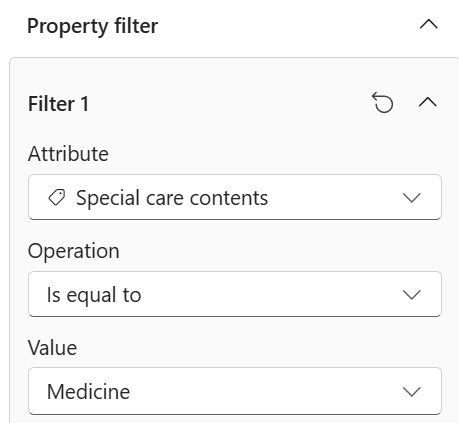 Property filter
Filter 1
Attribute
Special care contents
Operation
Is equal to
Value
Medicine